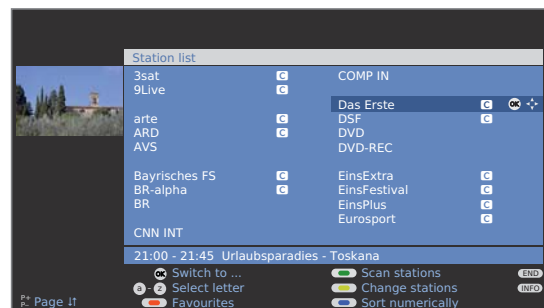 Station list
3sat C COMP IN
9Live C
Das Erste C OK
arte C DSF C
ARD C DVD
AVS DVD-REC
Bayrisches FS C EinsExtra C
BR-alpha C EinsFestival C
BR EinsPlus C
Eurosport C
CNN INT
21:00 - 21:45 Urlaubsparadies - Toskana
OK Switch to ... Scan stations END
a - z Select letter Change stations INFO
P+ P- Page Favourites Sort numerically